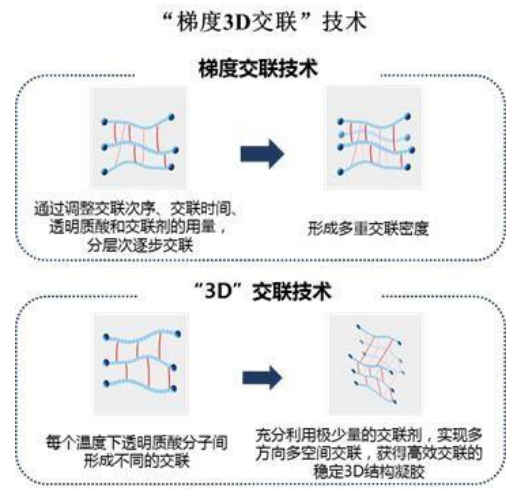 “梯度3D交联”技术
梯度交联技术
通过调整交联次序、交联时间、
透明质酸和交联剂的用量，
分层次逐步交联
形成多重交联密度
“3D”交联技术
每个温度下透明质酸分子间
形成不同的交联
充分利用极少量的交联剂，实现多
方向多空间交联，获得高效交联的
稳定3D结构凝胶